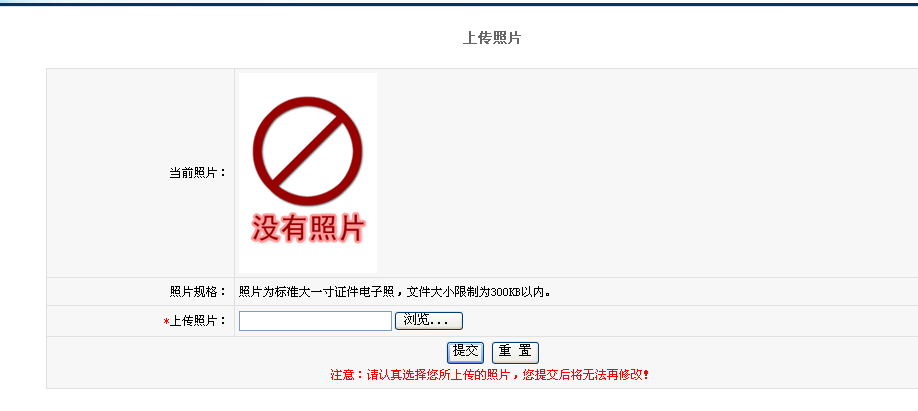 上传照片
当前照片：
没有照片
照片规格： 照片为标准大一寸证件电子照，文件大小限制为300KB以内。
*上传照片： 浏览...
提交 重 置
注意：请认真选择您所上传的照片，您提交后将无法再修改!